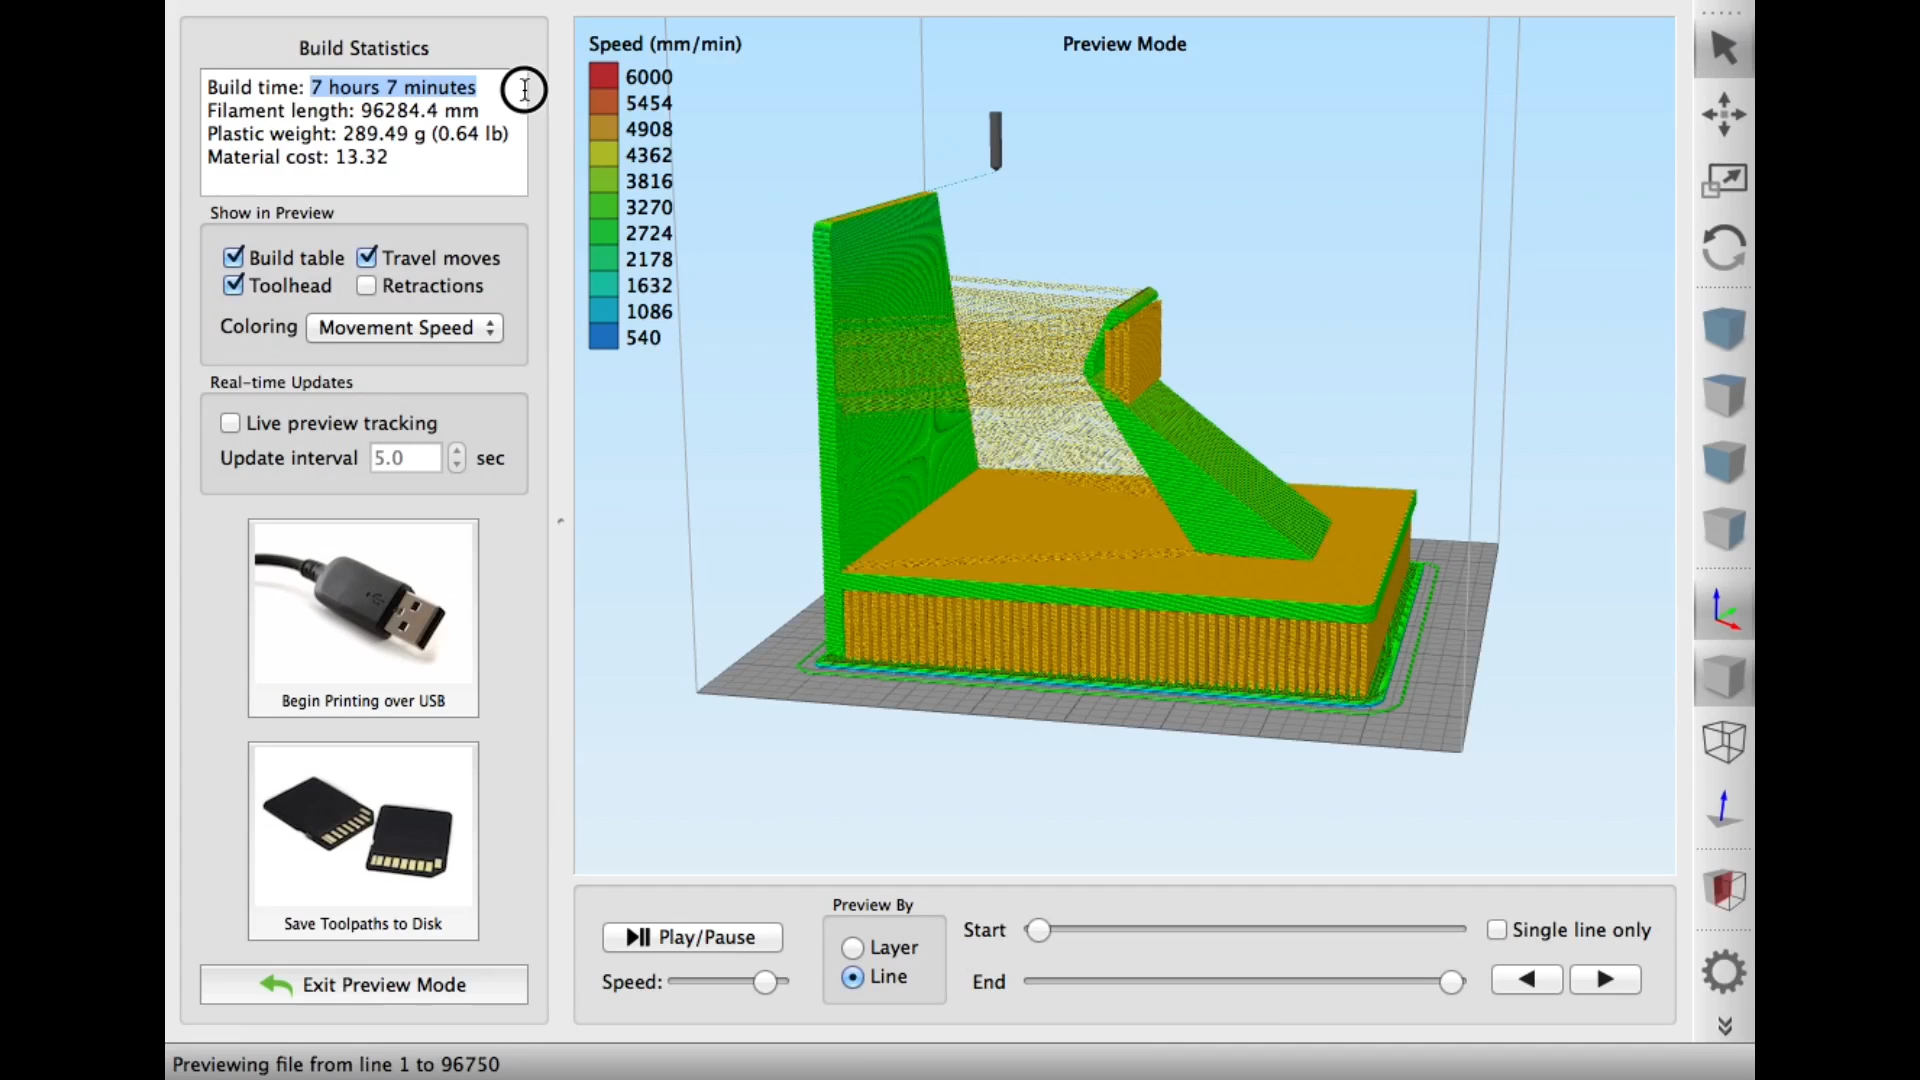 Build Statistics
Build time: 7 hours 7 minutes
Filament length: 96284.4 mm
Plastic weight: 289.49 g (0.64 lb)
Material cost: 13.32
Show in Preview
Build table
Travel moves
Toolhead
Retractions
Coloring
Movement Speed
Real-time Updates
Live preview tracking
Update interval 5.0 sec
Begin Printing over USB
Save Toolpaths to Disk
Exit Preview Mode
Speed (mm/min)
6000
5454
4908
4362
3816
3270
2724
2178
1632
1086
540
Preview Mode
Play/Pause
Speed:
Preview By
Layer
Line
Start
End
Single line only
Previewing file from line 1 to 96750